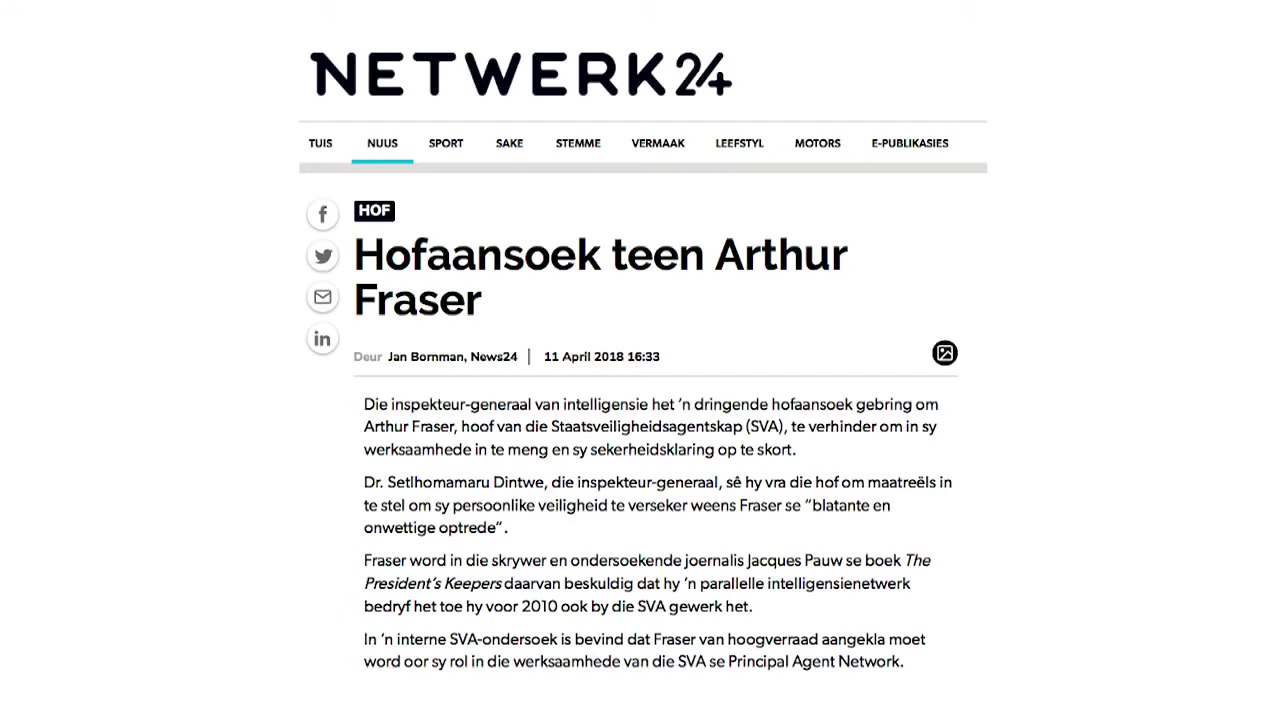 NETWERK24
TUIS NUUS SPORT SAKE STEMME VERMAAK LEEFSTYL MOTORS E-PUBLIKASIES
HOF
Hofaansoek teen Arthur
Fraser
Deur Jan Bornman, News24 | 11 April 2018 16:33
Die inspekteur-generaal van intelligensie het ’n dringende hofaansoek gebring om
Arthur Fraser, hoof van die Staatsveiligheidsagentskap (SVA), te verhinder om in sy
werksaamhede in te meng en sy sekerheidsklaring op te skort.
Dr. Setlhomamaru Dintwe, die inspekteur-generaal, sê hy vra die hof om maatreëls in
te stel om sy persoonlike veiligheid te verseker weens Fraser se “blatante en
onwettige optrede”.
Fraser word in die skrywer en ondersoekende joernalis Jacques Pauw se boek The
President’s Keepers daarvan beskuldig dat hy ’n parallelle intelligensienetwerk
bedryf het toe hy voor 2010 ook by die SVA gewerk het.
In ’n interne SVA-ondersoek is bevind dat Fraser van hoogverraad aangekla moet
word oor sy rol in die werksaamhede van die SVA se Principal Agent Network.